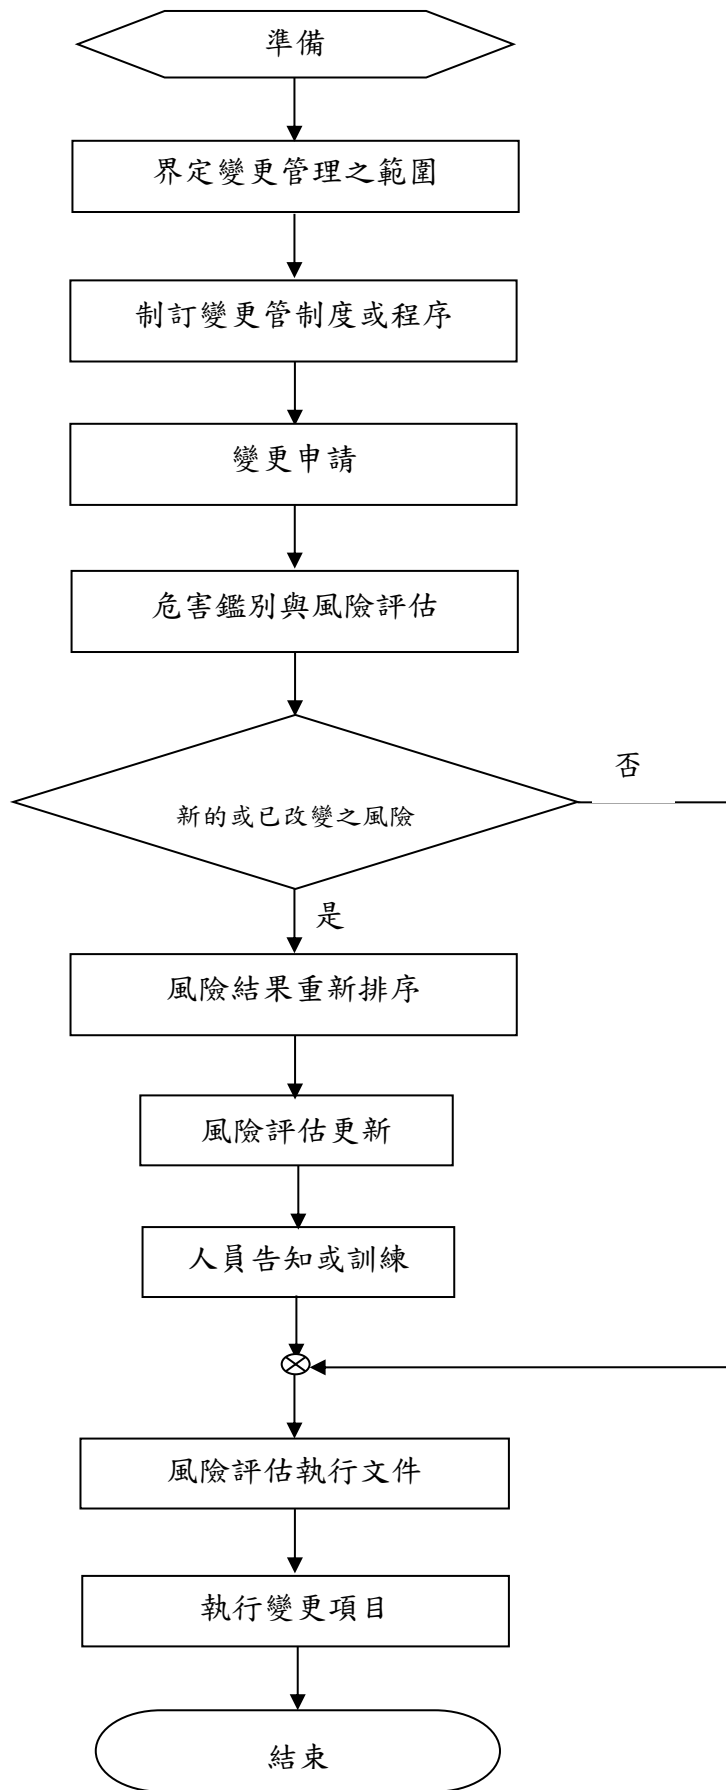 準備
界定變更管理之範圍
制訂變更管制度或程序
變更申請
危害鑑別與風險評估
否
新的或已改變之風險
是
風險結果重新排序
風險評估更新
人員告知或訓練
風險評估執行文件
執行變更項目
結束